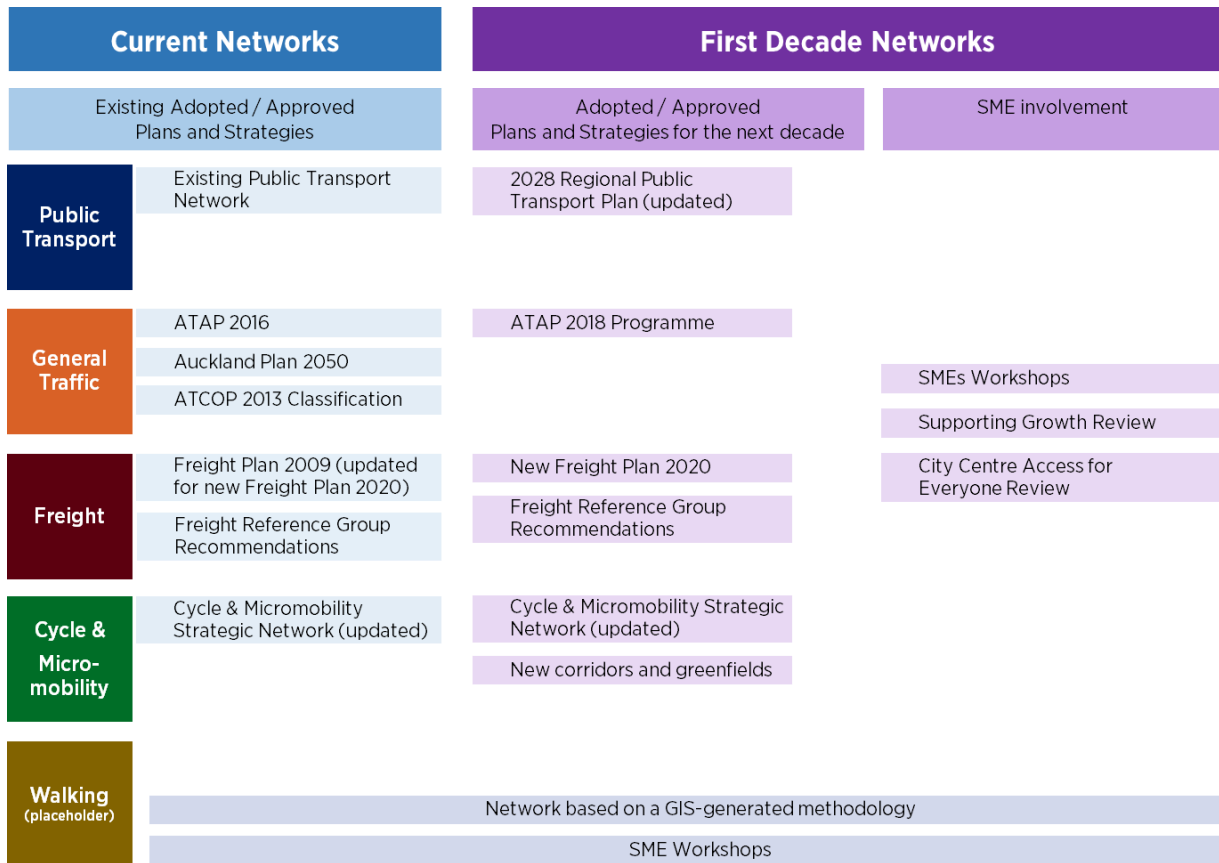 Current Networks
First Decade Networks
Existing Adopted / Approved
Plans and Strategies
Adopted / Approved
Plans and Strategies for the next decade
SME involvement
Public
Transport
Existing Public Transport
Network
2028 Regional Public
Transport Plan (updated)
General
Traffic
ATAP 2016
Auckland Plan 2050
ATCOP 2013 Classification
ATAP 2018 Programme
SMEs Workshops
Supporting Growth Review
City Centre Access for
Everyone Review
Freight
Freight Plan 2009 (updated
for new Freight Plan 2020)
Freight Reference Group
Recommendations
New Freight Plan 2020
Freight Reference Group
Recommendations
Cycle &
Micro-
mobility
Cycle & Micromobility
Strategic Network (updated)
Cycle & Micromobility Strategic
Network (updated)
New corridors and greenfields
Walking
(placeholder)
Network based on a GIS-generated methodology
SME Workshops